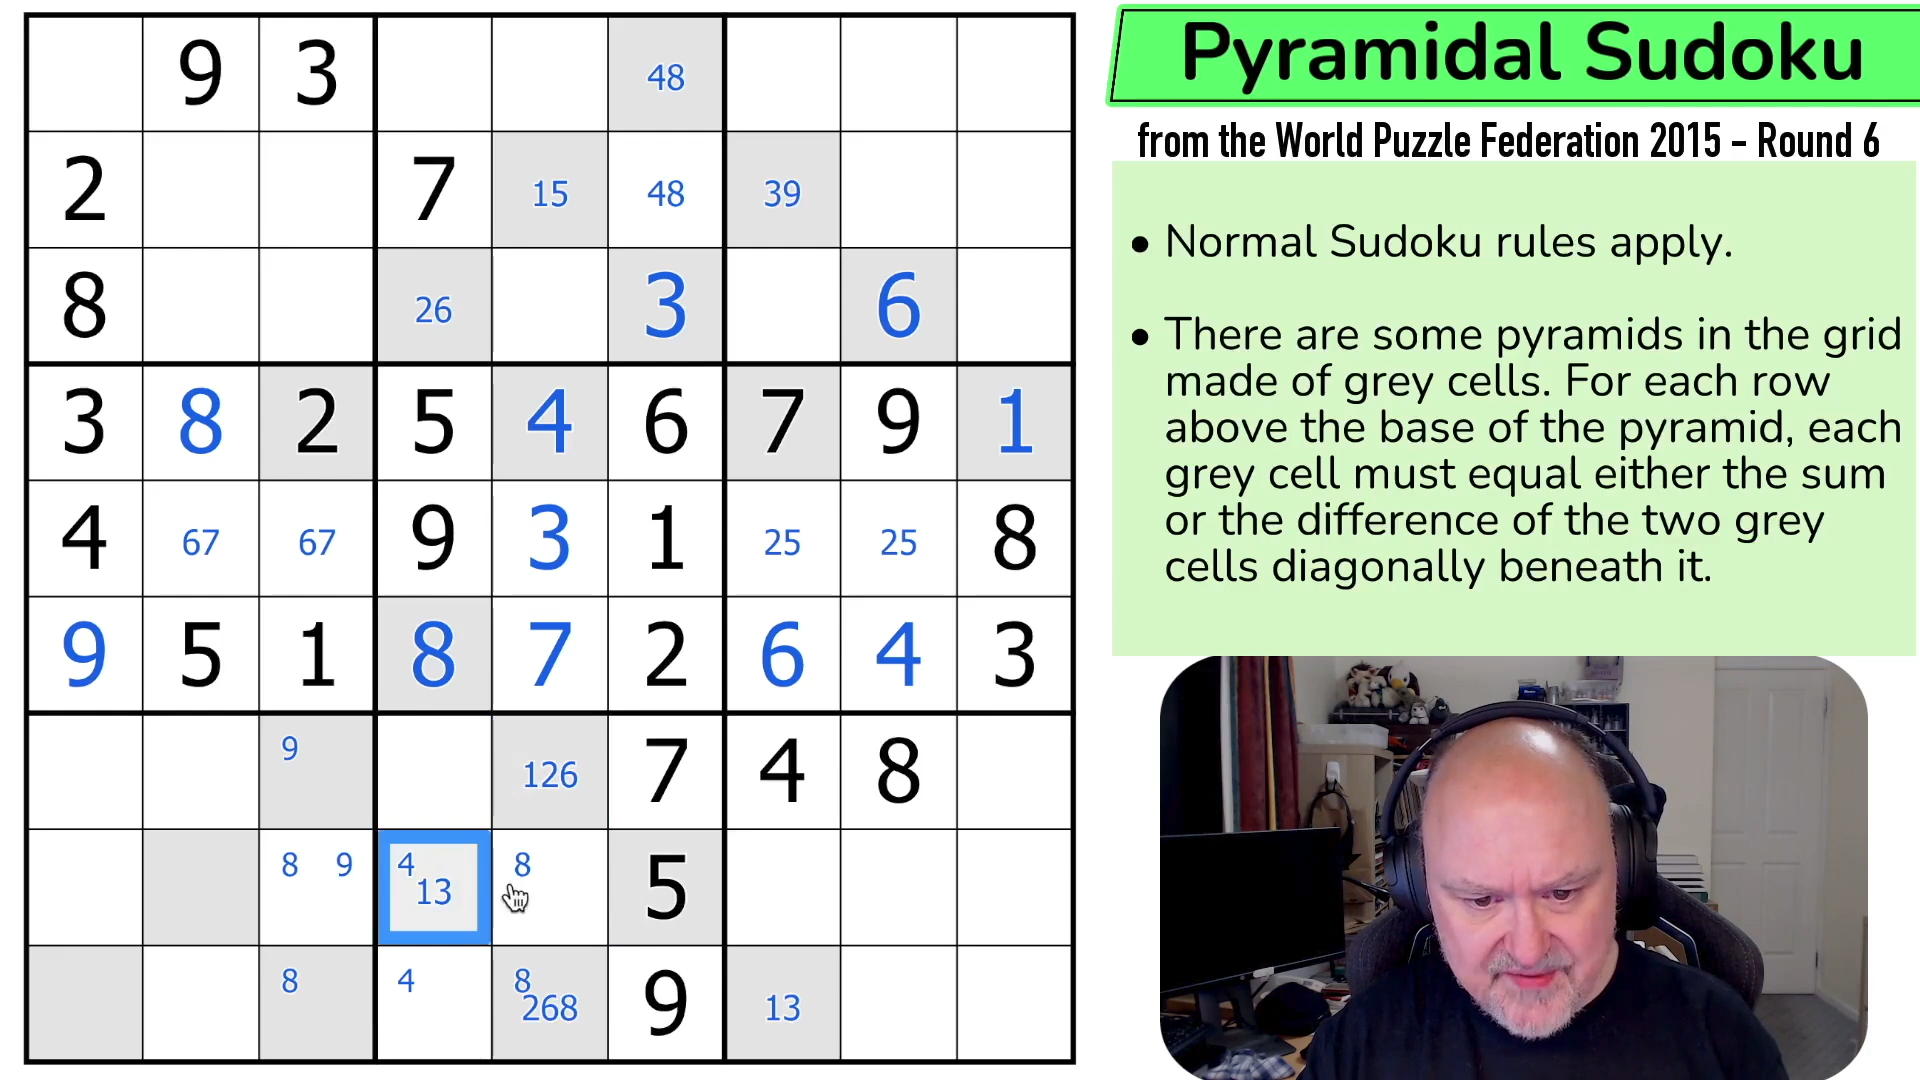 Pyramidal Sudoku
from the World Puzzle Federation 2015 - Round 6
• Normal Sudoku rules apply.
• There are some pyramids in the grid
made of grey cells. For each row
above the base of the pyramid, each
grey cell must equal either the sum
or the difference of the two grey
cells diagonally beneath it.
9 3 48
2 7 15 48 39
8 26 3 6
3 8 2 5 4 6 7 9 1
4 67 67 9 3 1 25 25 8
9 5 1 8 7 2 6 4 3
9 126 7 4 8
8 9 4 13 8 5
8 4 8 268 9 13